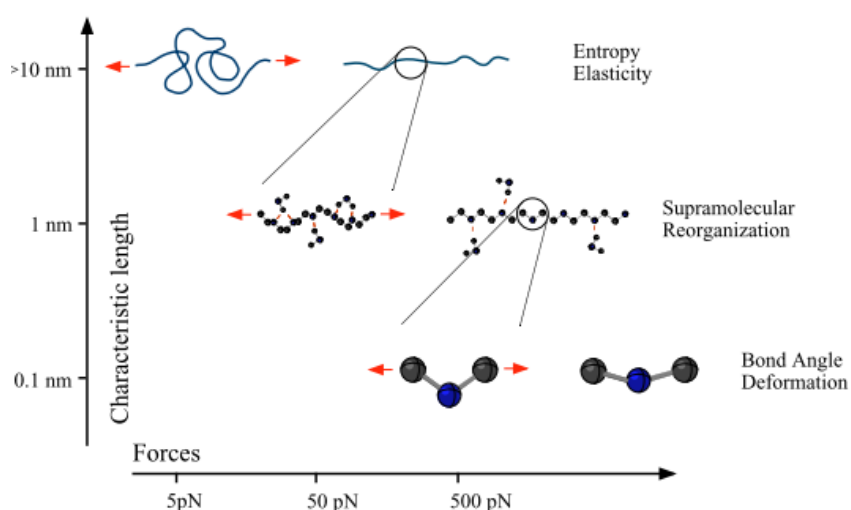 >10 nm
Entropy
Elasticity
1 nm
Supramolecular
Reorganization
Characteristic length
0.1 nm
Bond Angle
Deformation
Forces
5pN
50 pN
500 pN